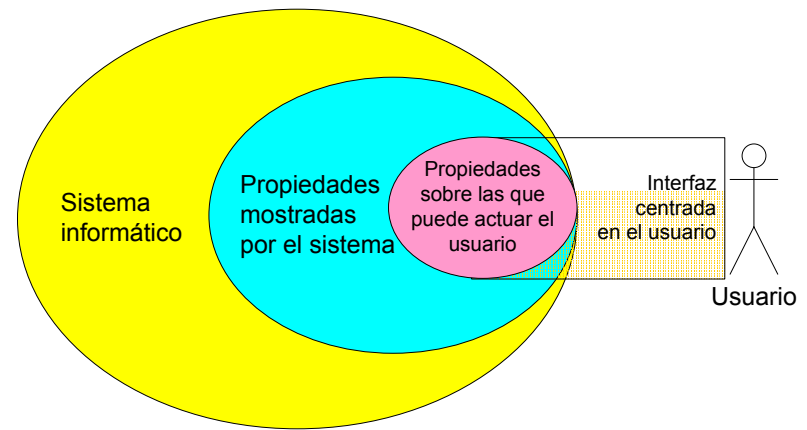 Sistema
informático
Propiedades
mostradas
por el sistema
Propiedades
sobre las que
puede actuar el
usuario
Interfaz
centrada
en el usuario
Usuario